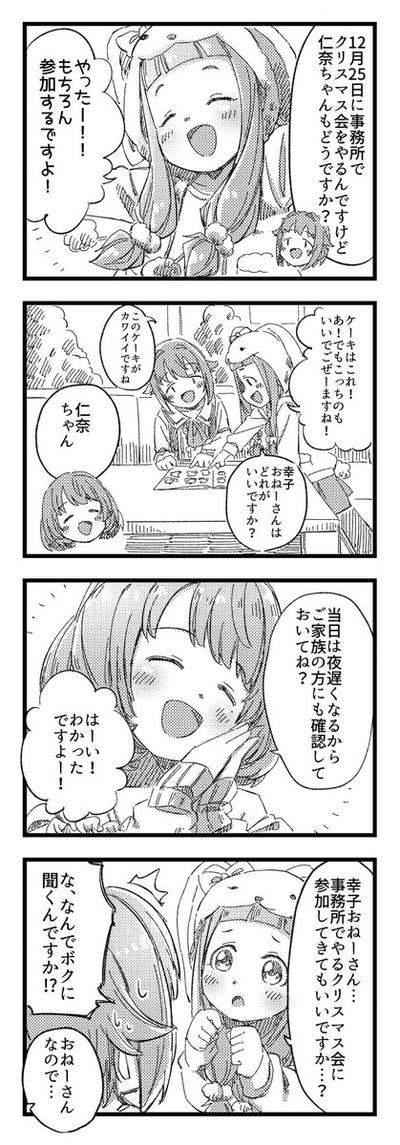 12月25日に事務所で
クリスマス会をやるんですけど
仁奈ちゃんもどうですか?
やったー!!
もちろん
参加するですよ!
ケーキはこれ!
あ!でもこっちのも
いいでごぜーますね!
このケーキが
カワイイですね
幸子
おねーさんは
どれが
いいですか?
仁奈
ちゃん
当日は夜遅くなるから
ご家族の方にも確認して
おいてね?
はーい!
わかった
ですよー!
幸子おねーさん…
事務所でやるクリスマス会に
参加してきてもいいですか…?
な、なんでボクに
聞くんですか!?
おねーさん
なので…